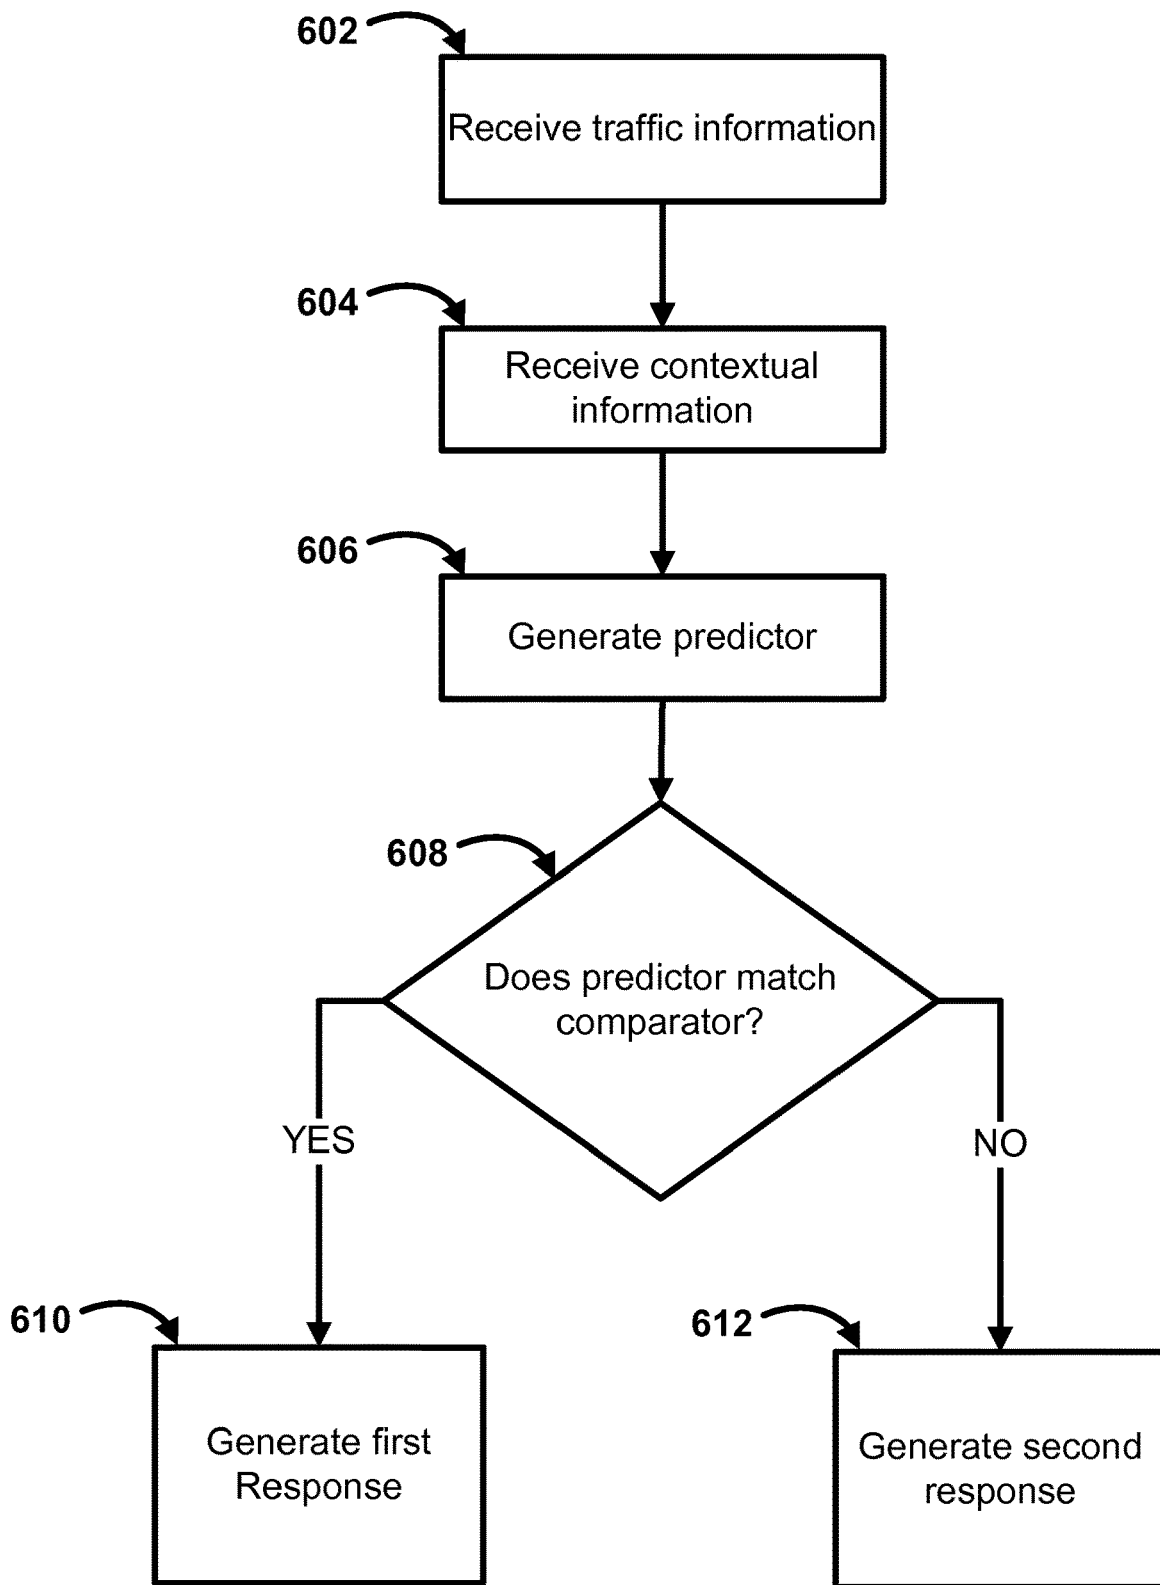 602
Receive traffic information
604
Receive contextual
information
606
Generate predictor
608
Does predictor match
comparator?
YES
NO
610
Generate first
Response
612
Generate second
response